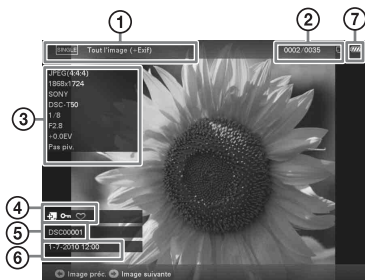 1
2
7
SINGLE Tout l'image (+Exif) 0002/0035
JPEG(4:4:4)
1868x1724
SONY
DSC-T50
1/8
F2.8
+0.0EV
Pas piv.
3
4
5
DSC00001
6
1-7-2010 12:00
Image préc. Image suivante